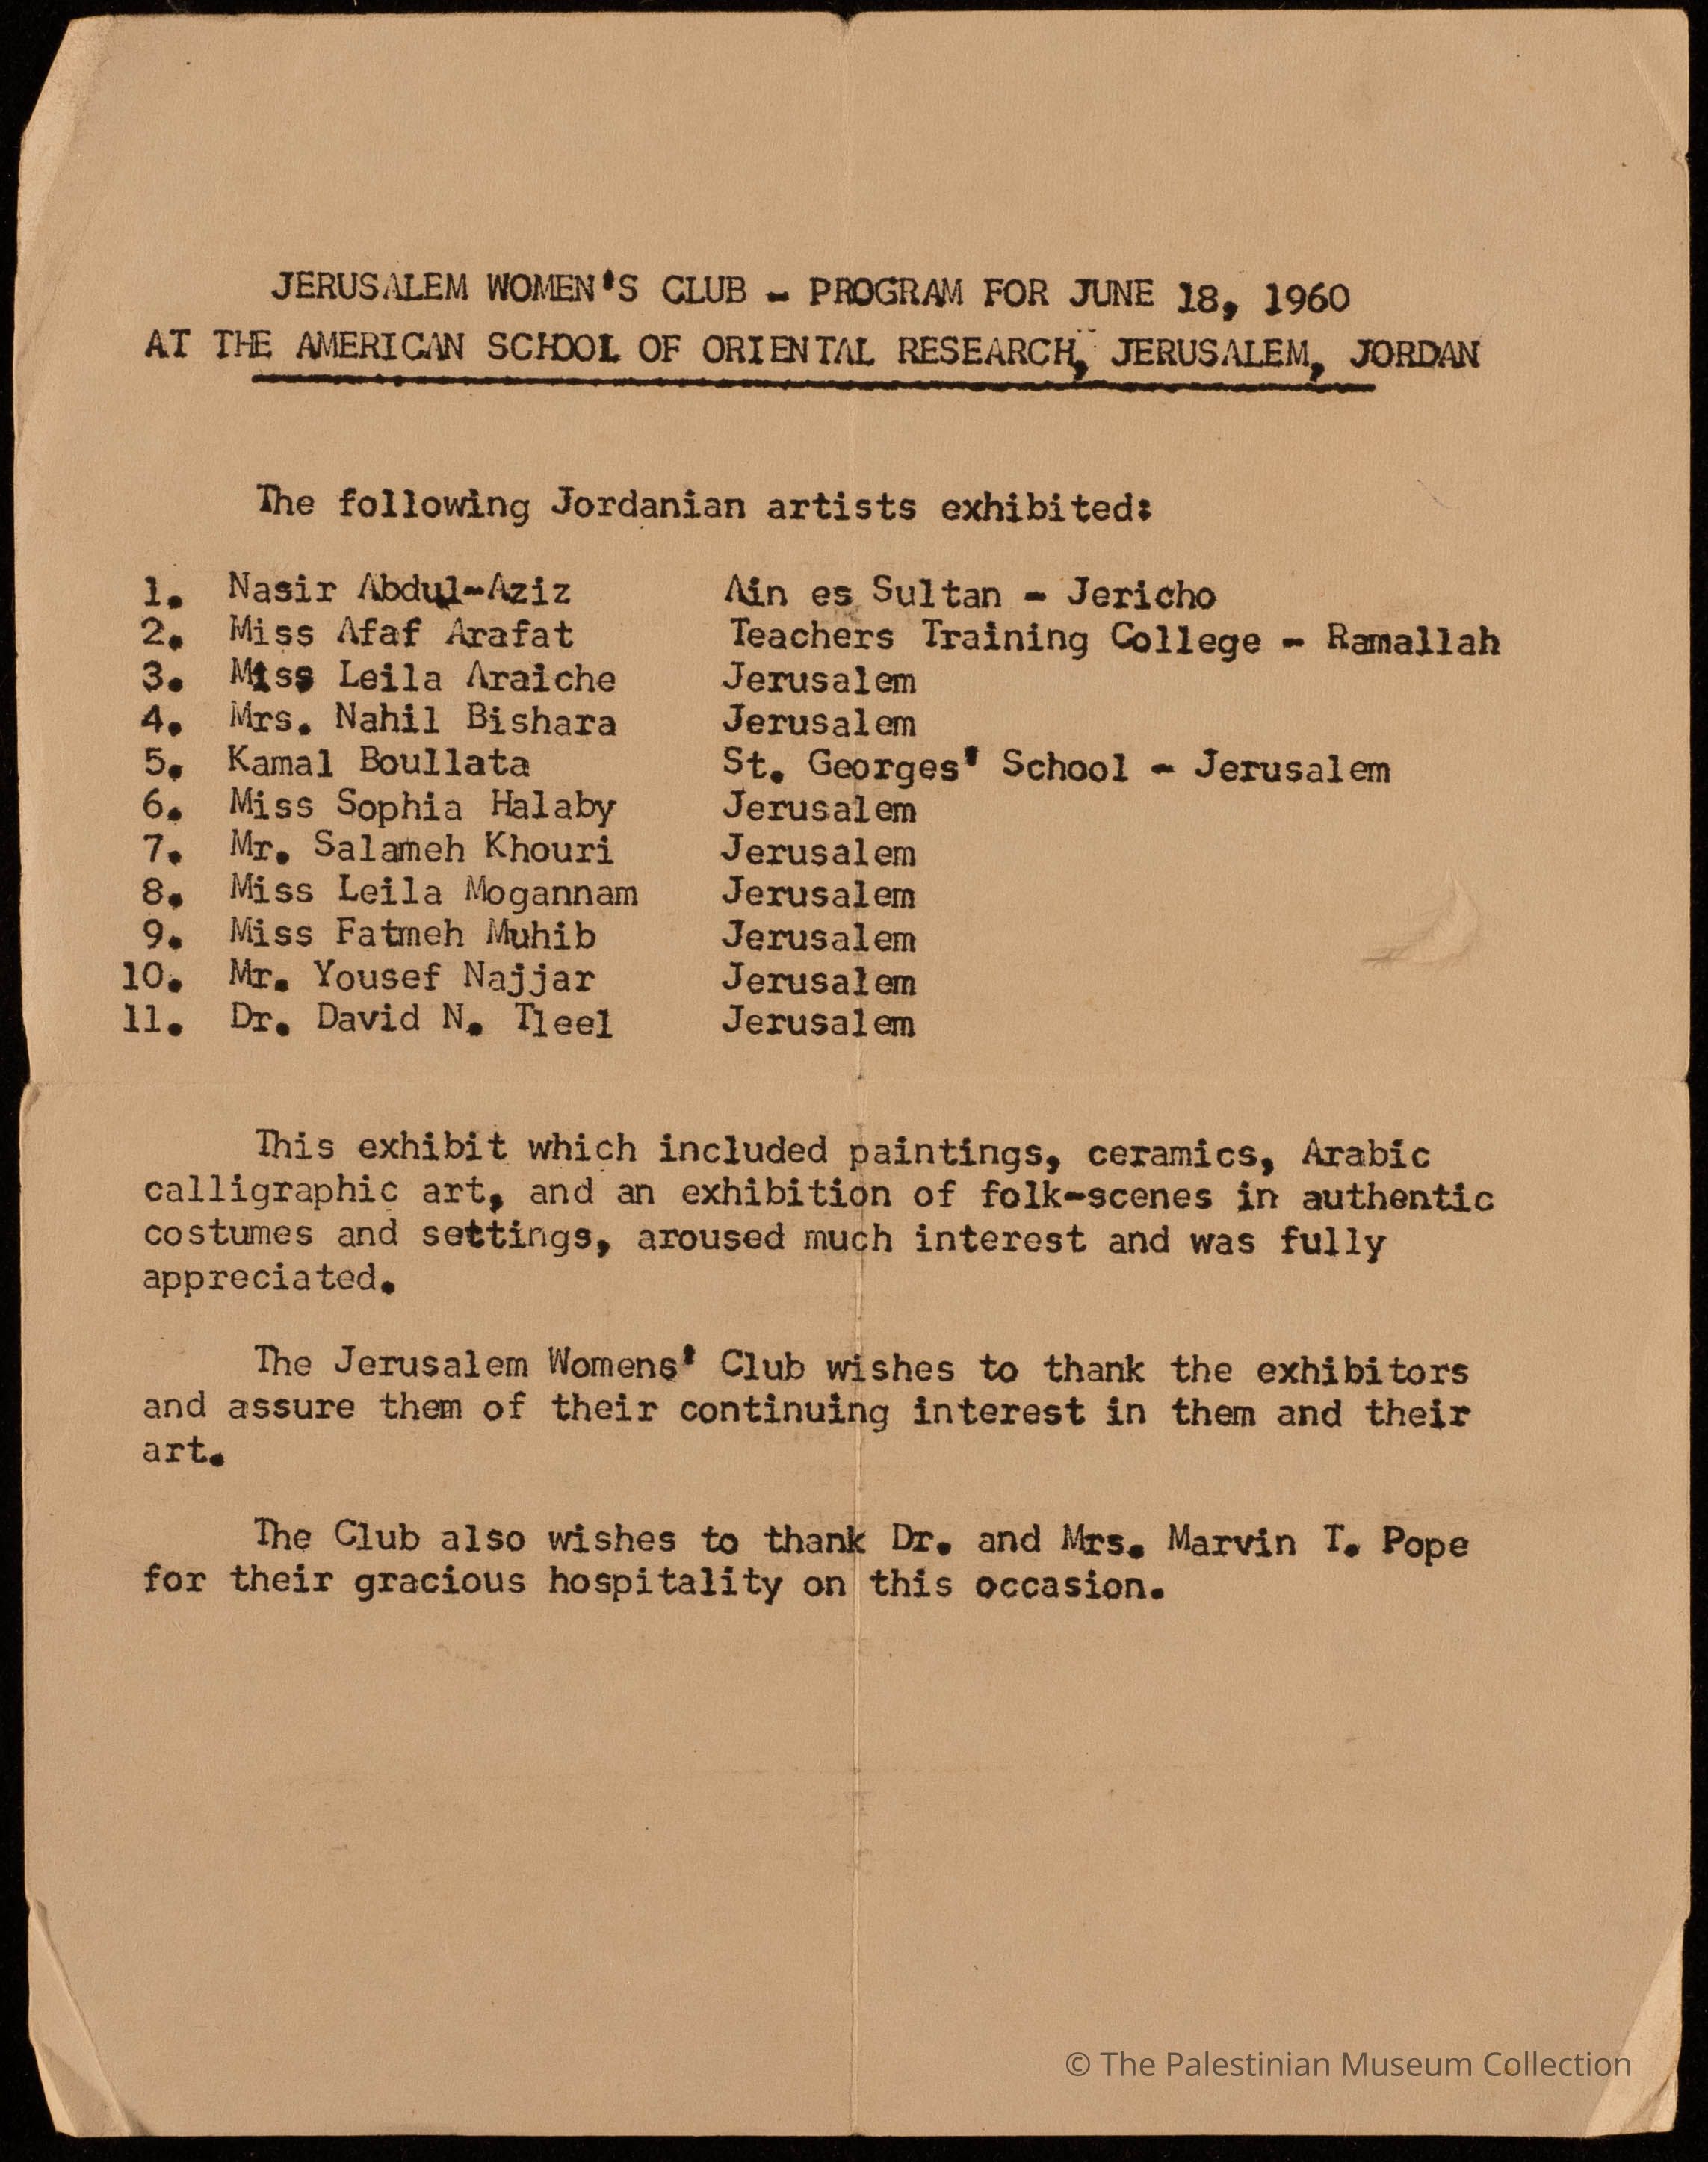 JERUSALEM WOMEN'S CLUB - PROGRAM FOR JUNE 18, 1960
AT THE AMERICAN SCHOOL OF ORIENTAL RESEARCH, JERUSALEM, JORDAN
The following Jordanian artists exhibited:
1. Nasir Abdul-Aziz Ain es Sultan - Jericho
2. Miss Afaf Arafat Teachers Training College - Ramallah
3. Miss Leila Araiche Jerusalem
4. Mrs. Nahil Bishara Jerusalem
5. Kamal Boullata St. Georges' School - Jerusalem
6. Miss Sophia Halaby Jerusalem
7. Mr. Salameh Khouri Jerusalem
8. Miss Leila Mogannam Jerusalem
9. Miss Fatmeh Muhib Jerusalem
10. Mr. Yousef Najjar Jerusalem
11. Dr. David N. Tleel Jerusalem
This exhibit which included paintings, ceramics, Arabic
calligraphic art, and an exhibition of folk-scenes in authentic
costumes and settings, aroused much interest and was fully
appreciated.
The Jerusalem Womens' Club wishes to thank the exhibitors
and assure them of their continuing interest in them and their
art.
The Club also wishes to thank Dr. and Mrs. Marvin T. Pope
for their gracious hospitality on this occasion.
© The Palestinian Museum Collection